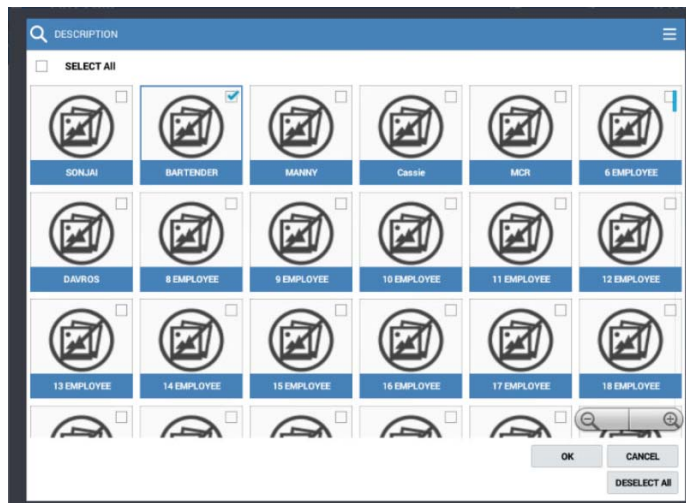 DESCRIPTION
SELECT All
SONJAI BARTENDER MANNY Cassie MCR 6 EMPLOYEE
DAVROS 8 EMPLOYEE 9 EMPLOYEE 10 EMPLOYEE 11 EMPLOYEE 12 EMPLOYEE
13 EMPLOYEE 14 EMPLOYEE 15 EMPLOYEE 16 EMPLOYEE 17 EMPLOYEE 18 EMPLOYEE
OK CANCEL
DESELECT All